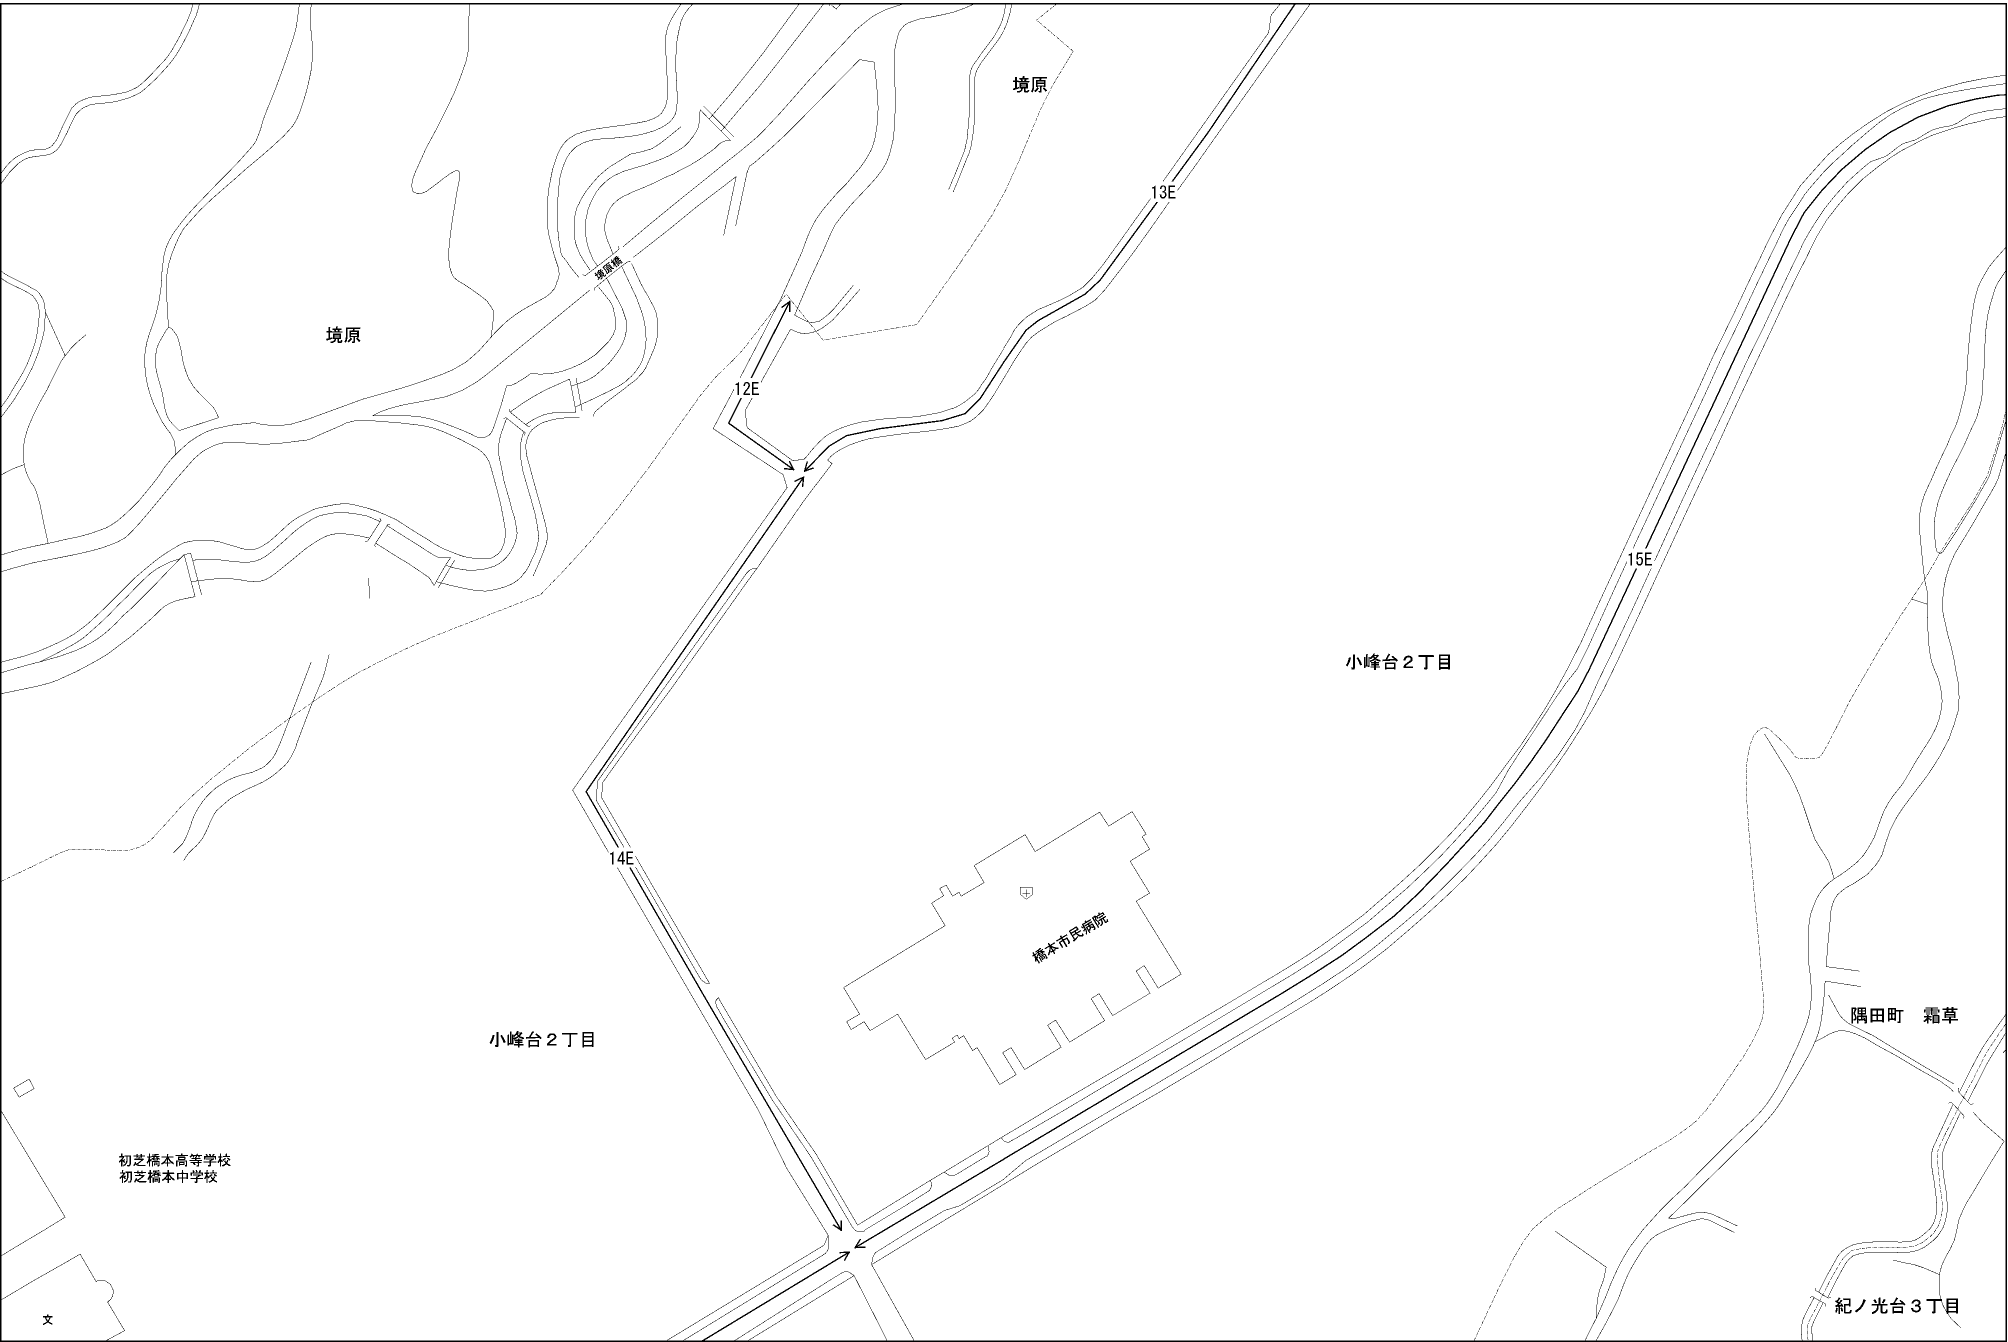 境原
13E
境原橋
境原
12E
15E
小峰台２丁目
14E
橋本市民病院
隅田町　霜草
小峰台２丁目
初芝橋本高等学校
初芝橋本中学校
紀ノ光台３丁目
文